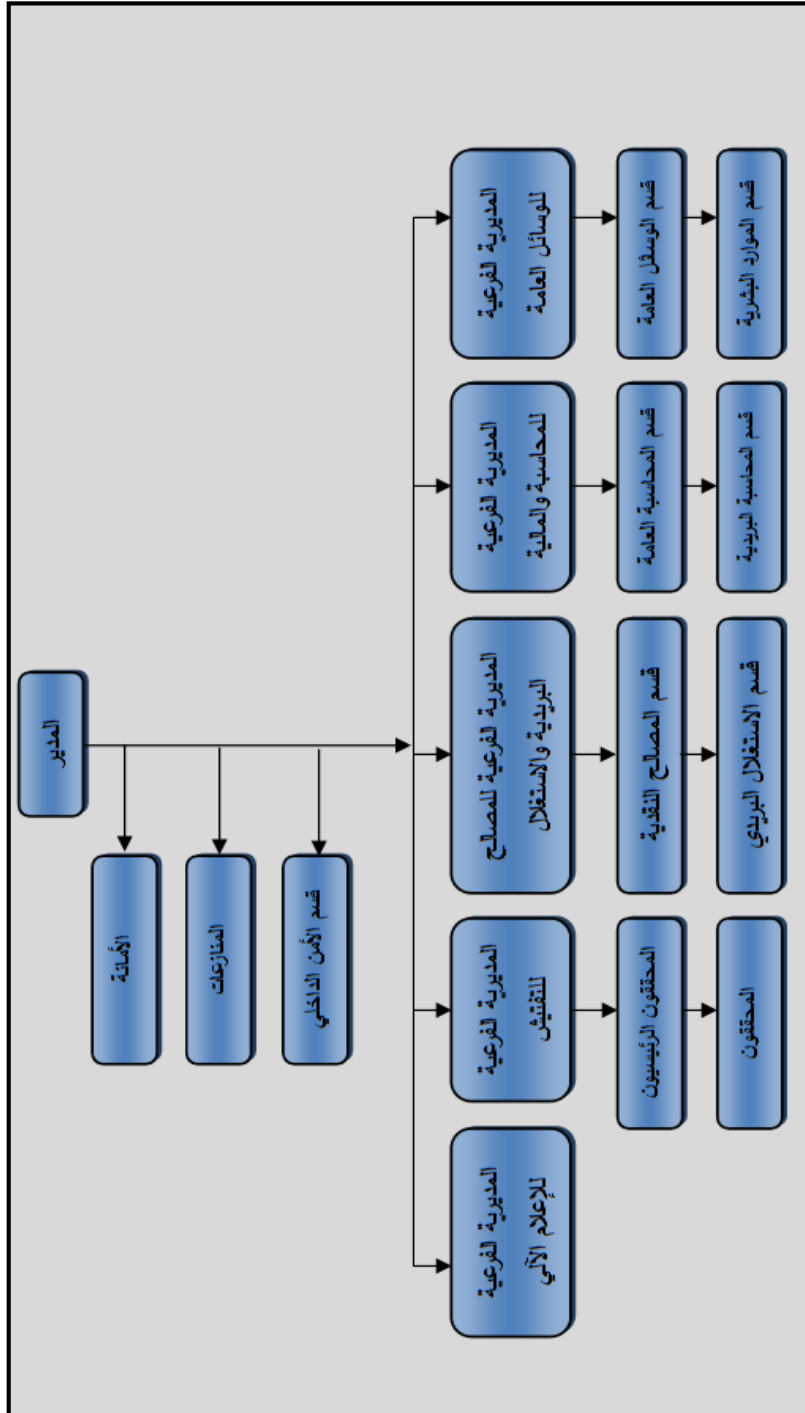 المدير
الأمانة
المنازعات
قسم الأمن الداخلي
المديرية الفرعية
للوسائل العامة
المديرية الفرعية
للمحاسبة والمالية
المديرية الفرعية للمصالح
البريدية والاستغلال
المديرية الفرعية
للتفتيش
المديرية الفرعية
للإعلام الآلي
قسم الوسقل العامة
قسم المحاسبة العامة
قسم المصالح النقدية
المحققون الرئيسيون
قسم الموارد البشرية
قسم المحاسبة البريدية
قسم الاستغلال البريدي
المحققون